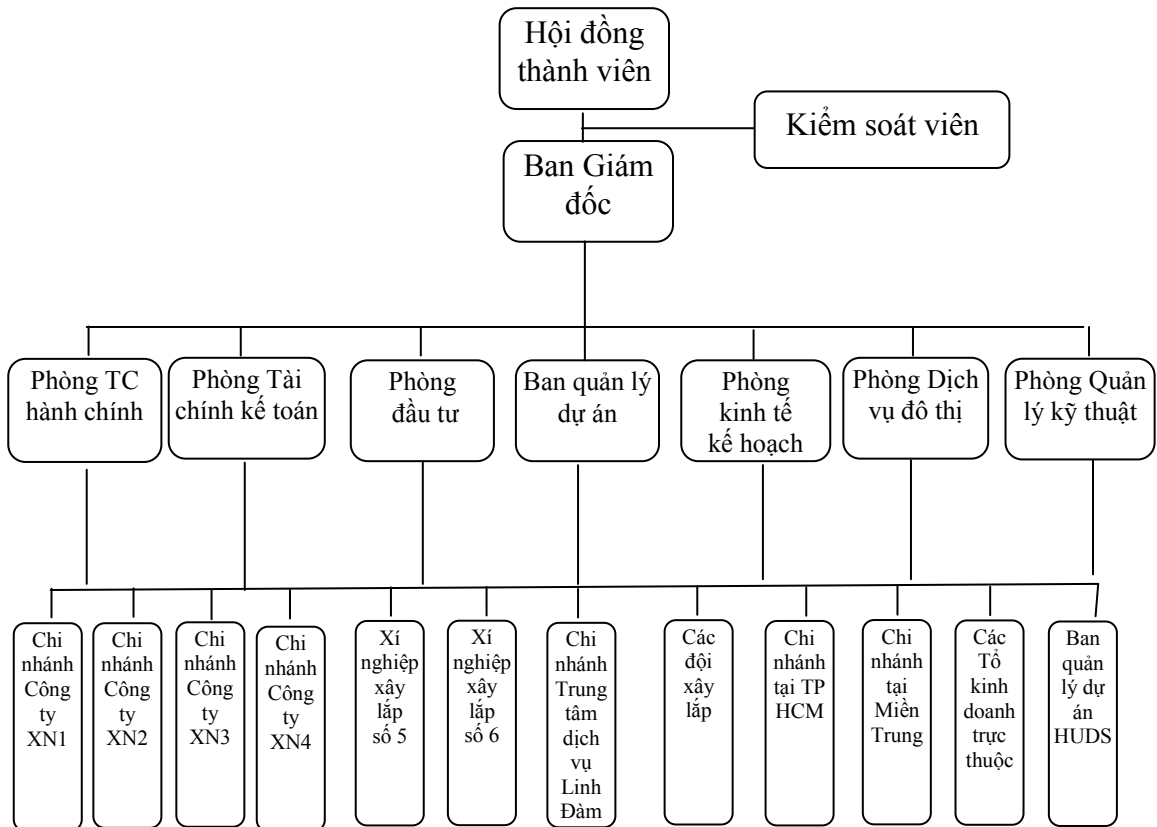 Hội đồng
thành viên
Kiểm soát viên
Ban Giám
đốc
Phòng TC
hành chính
Phòng Tài
chính kế toán
Phòng
đầu tư
Ban quản lý
dự án
Phòng
kinh tế
kế hoạch
Phòng Dịch
vụ đô thị
Phòng Quản
lý kỹ thuật
Chi
nhánh
Công
ty
XN1
Chi
nhánh
Công
ty
XN2
Chi
nhánh
Công
ty
XN3
Chi
nhánh
Công
ty
XN4
Xí
nghiệp
xây
lắp
số 5
Xí
nghiệp
xây
lắp
số 6
Chi
nhánh
Trung
tâm
dịch
vụ
Linh
Đàm
Các
đội
xây
lắp
Chi
nhánh
tại TP
HCM
Chi
nhánh
tại
Miền
Trung
Các
Tổ
kinh
doanh
trực
thuộc
Ban
quản
lý dự
án
HUDS